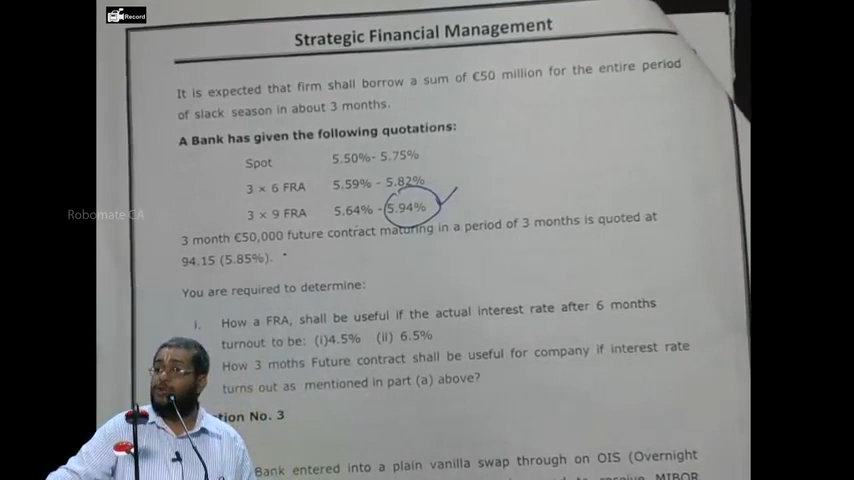 Record
Strategic Financial Management
It is expected that firm shall borrow a sum of €50 million for the entire period
of slack season in about 3 months.
A Bank has given the following quotations:
Spot 5.50%- 5.75%
3 × 6 FRA 5.59% - 5.82%
3 × 9 FRA 5.64% - 5.94%
3 month €50,000 future contract maturing in a period of 3 months is quoted at
94.15 (5.85%).
You are required to determine:
i. How a FRA, shall be useful if the actual interest rate after 6 months
turnout to be: (i)4.5% (ii) 6.5%
How 3 moths Future contract shall be useful for company if interest rate
turns out as mentioned in part (a) above?
tion No. 3
Bank entered into a plain vanilla swap through on OIS (Overnight
MIBOR
Robomate CA